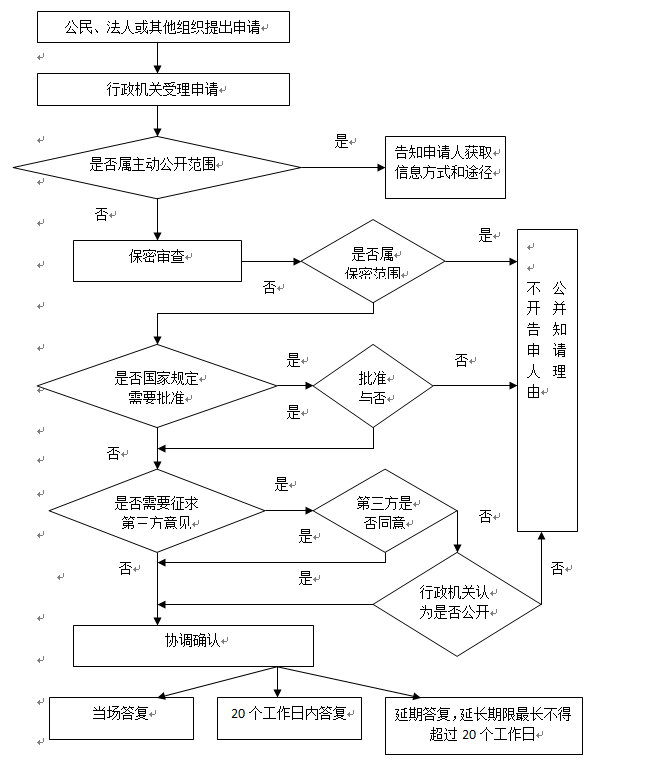 公民、法人或其他组织提出申请
行政机关受理申请
是否属主动公开范围
是
告知申请人获取
信息方式和途径
否
保密审查
是否属
保密范围
是
否
不 公
开 并
告 知
申 请
人 理
由
是否国家规定
需要批准
是
是
批准
与否
否
否
是否需要征求
第三方意见
是
是
第三方是
否同意
否
否
是
行政机关认
为是否公开
否
协调确认
当场答复
20个工作日内答复
延期答复,延长期限最长不得
超过20个工作日